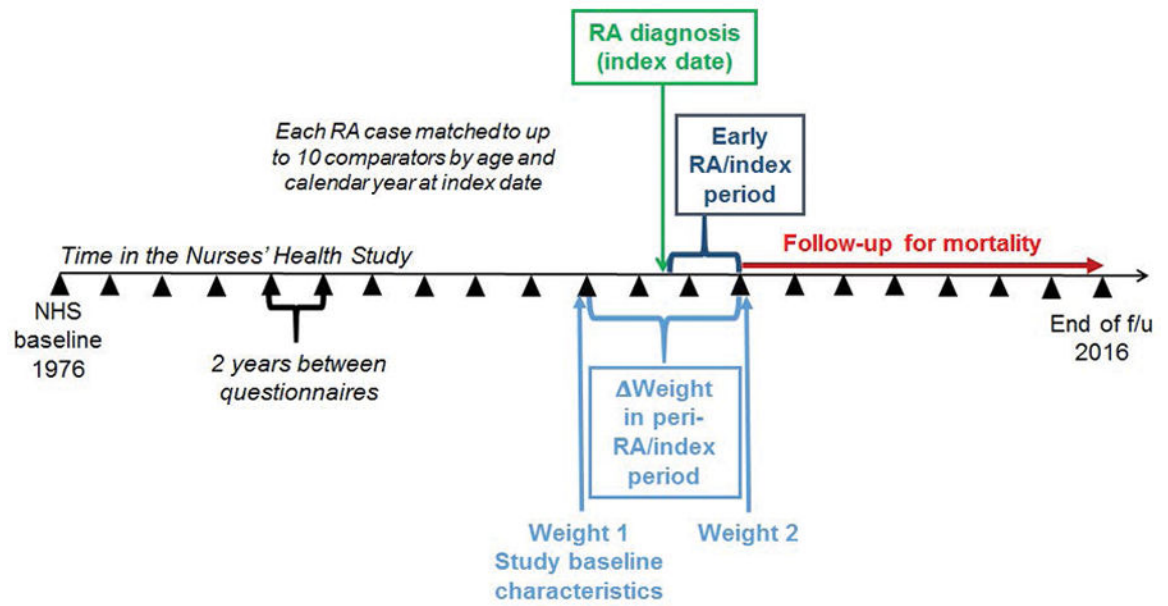 RA diagnosis
(index date)
Each RA case matched to up
to 10 comparators by age and
calendar year at index date
Early
RA/index
period
Time in the Nurses' Health Study
Follow-up for mortality
NHS
baseline
1976
2 years between
questionnaires
ΔWeight
in peri-
RA/index
period
End of f/u
2016
Weight 1
Study baseline
characteristics
Weight 2